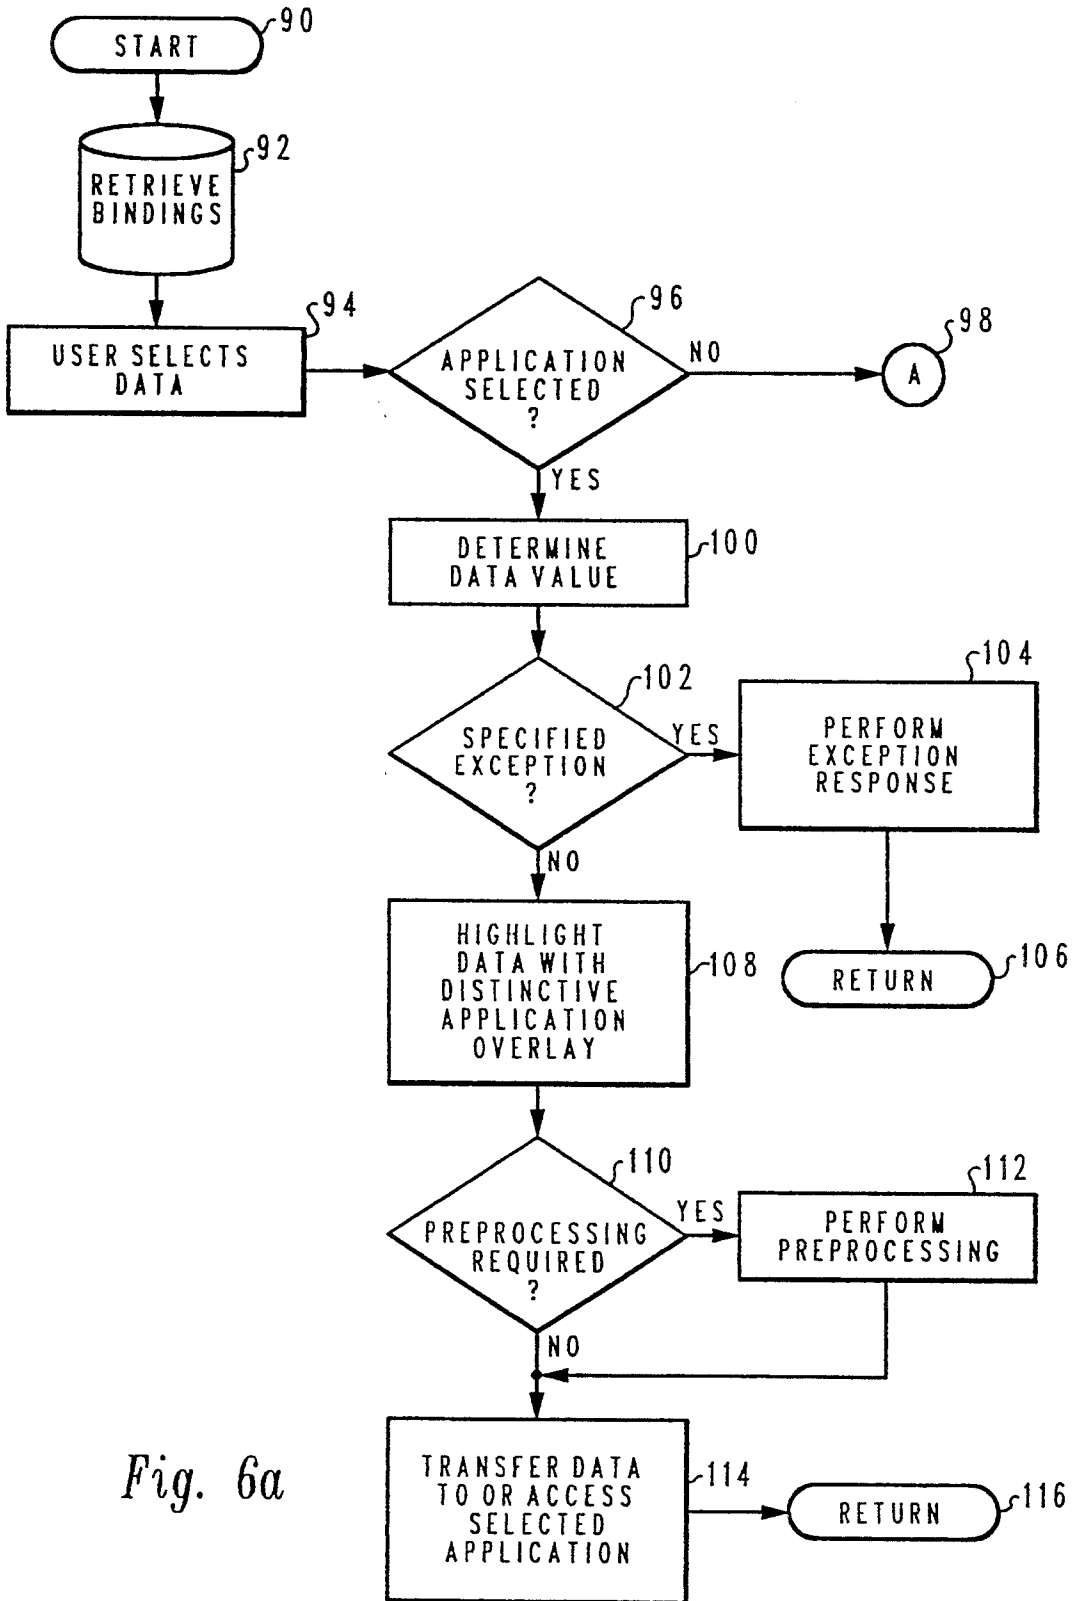 START
90
92
RETRIEVE
BINDINGS
94
USER SELECTS
DATA
96
APPLICATION
SELECTED
?
NO
98
A
YES
DETERMINE
DATA VALUE
100
102
SPECIFIED
EXCEPTION
?
YES
104
PERFORM
EXCEPTION
RESPONSE
NO
RETURN
106
HIGHLIGHT
DATA WITH
DISTINCTIVE
APPLICATION
OVERLAY
108
110
PREPROCESSING
REQUIRED
?
YES
112
PERFORM
PREPROCESSING
NO
TRANSFER DATA
TO OR ACCESS
SELECTED
APPLICATION
114
RETURN
116
Fig. 6a